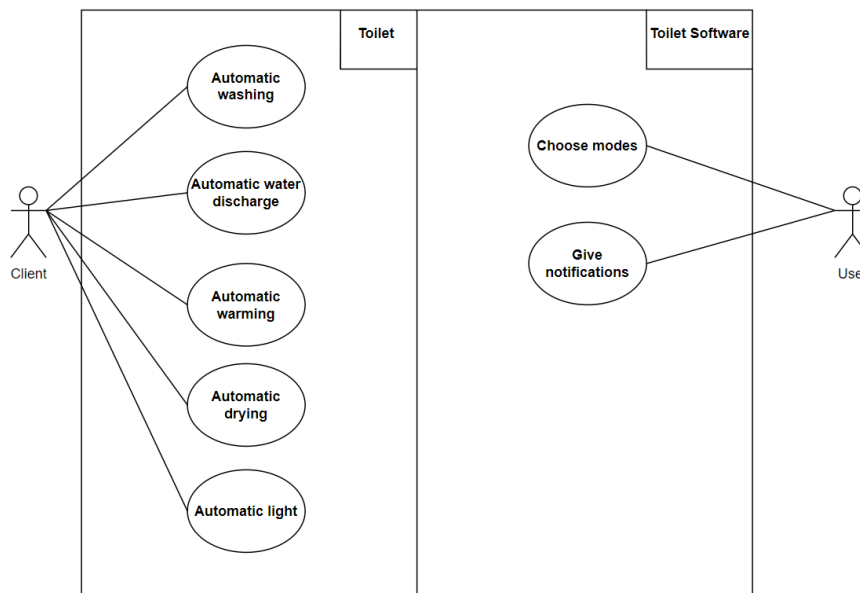 Toilet
Toilet Software
Automatic
washing
Choose modes
Automatic water
discharge
Client
Use
Give
notifications
Automatic
warming
Automatic
drying
Automatic light